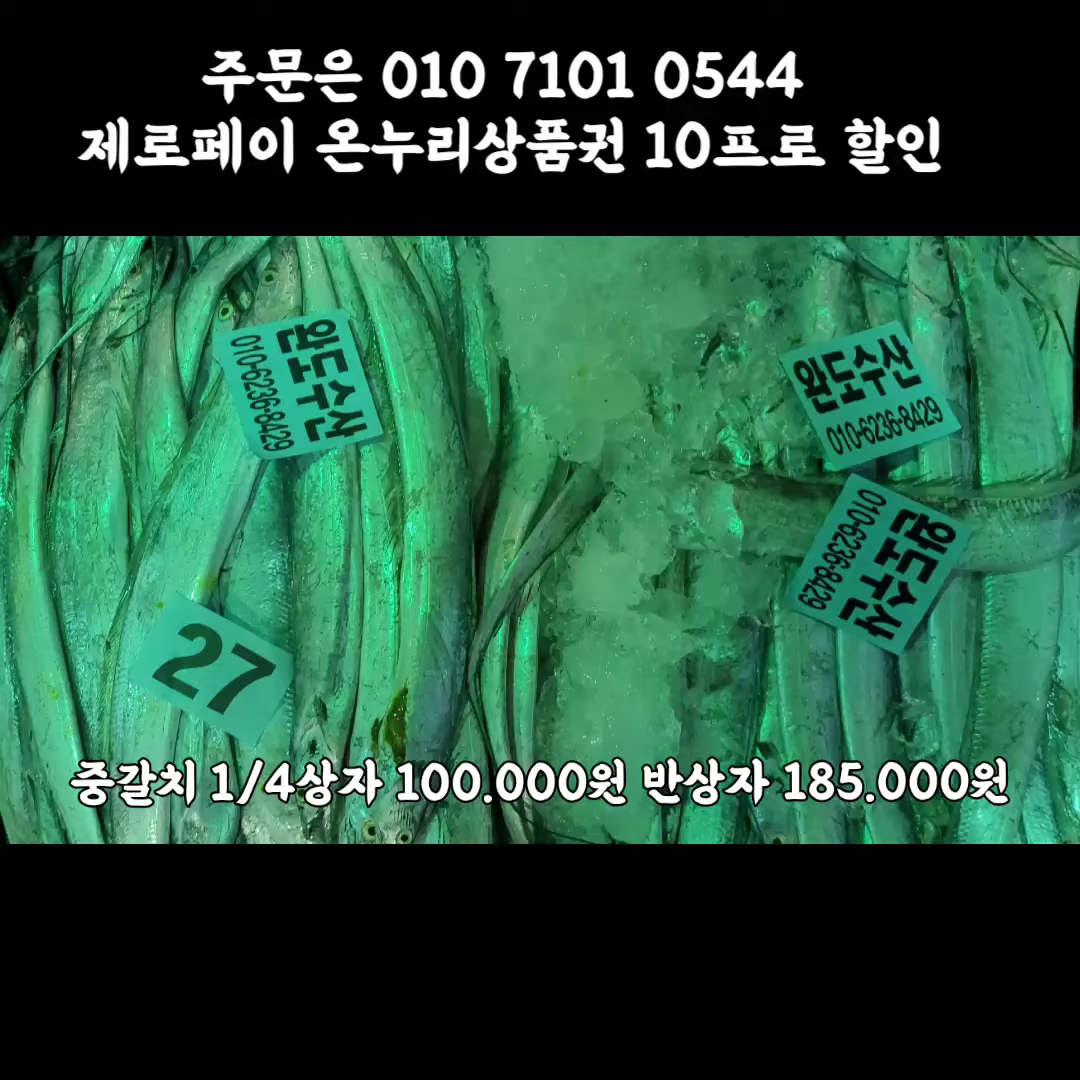 주문은 010 7101 0544
제로페이 온누리상품권 10프로 할인
완도수산
010-6236-8429
완도수산
010-6236-8429
완도수산
010-6236-8429
27
중갈치 1/4상자 100.000원 반상자 185.000원